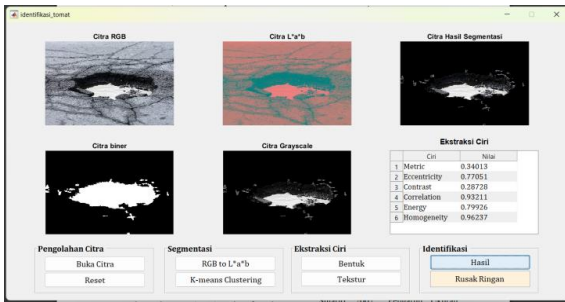 identifikasi_tomat
Citra RGB
Citra L*a*b
Citra Hasil Segmentasi
Citra biner
Citra Grayscale
Ekstraksi Ciri
Ciri Nilai
1 Metric 0.34013
2 Eccentricity 0.77051
3 Contrast 0.28728
4 Correlation 0.93211
5 Energy 0.79926
6 Homogeneity 0.96237
Pengolahan Citra
Buka Citra
Reset
Segmentasi
RGB to L*a*b
K-means Clustering
Ekstraksi Ciri
Bentuk
Tekstur
Identifikasi
Hasil
Rusak Ringan